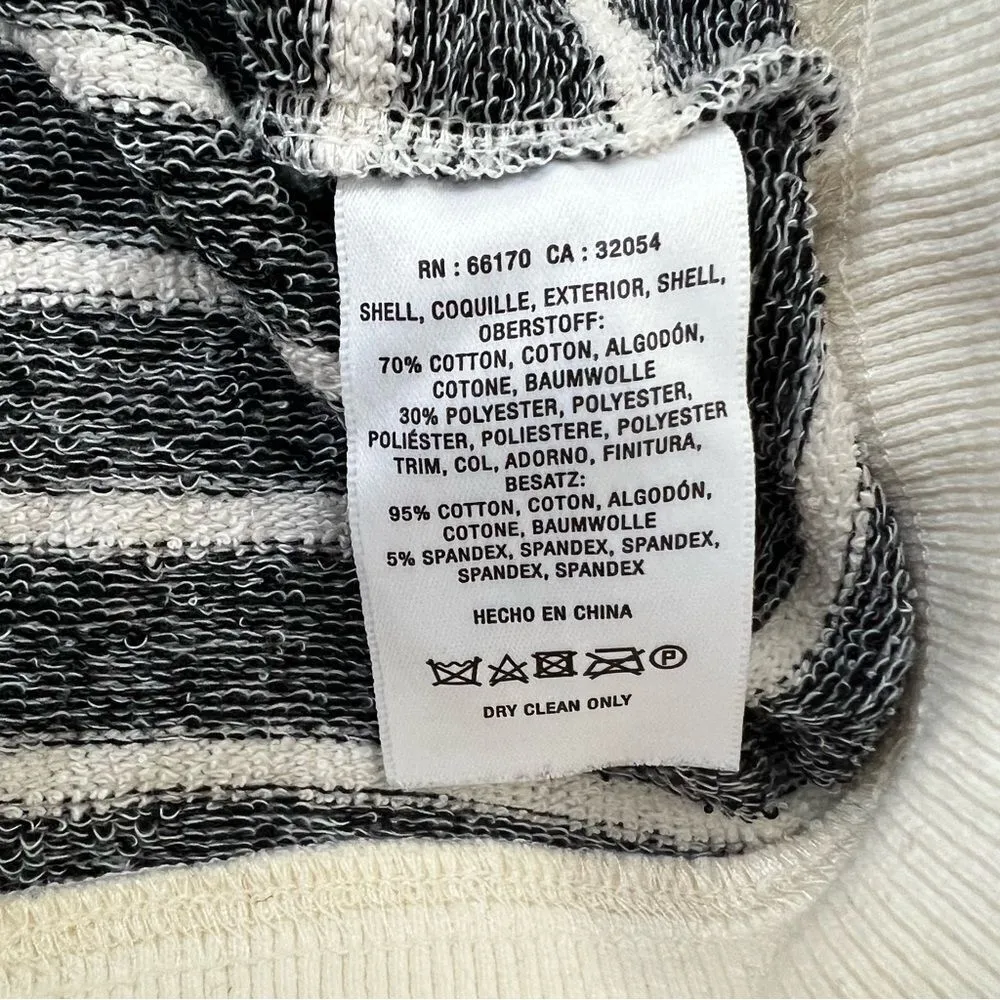 RN : 66170 CA : 32054
SHELL, COQUILLE, EXTERIOR, SHELL,
OBERSTOFF:
70% COTTON, COTON, ALGODÓN,
COTONE, BAUMWOLLE
30% POLYESTER, POLYESTER,
POLIÉSTER, POLIESTERE, POLYESTER
TRIM, COL, ADORNO, FINITURA,
BESATZ:
95% COTTON, COTON, ALGODÓN,
COTONE, BAUMWOLLE
5% SPANDEX, SPANDEX, SPANDEX,
SPANDEX, SPANDEX
HECHO EN CHINA
P
DRY CLEAN ONLY